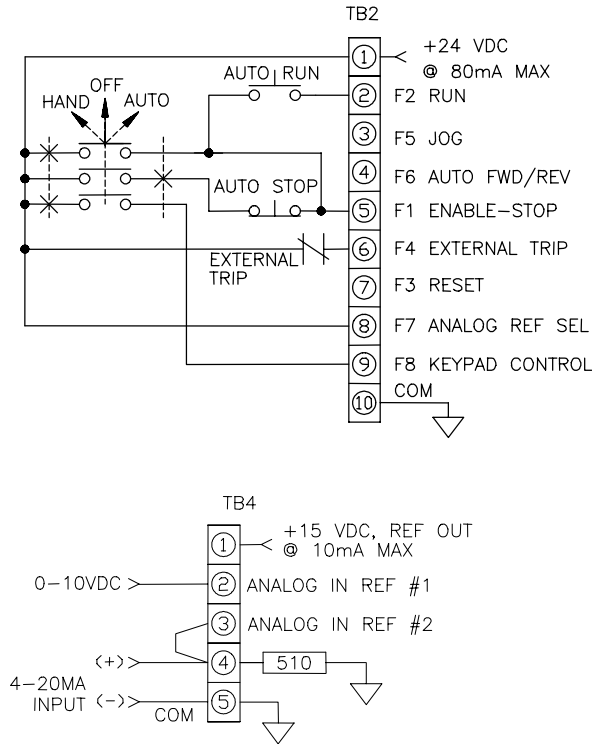 TB2
① +24 VDC
@ 80mA MAX
AUTO RUN
OFF
HAND AUTO
② F2 RUN
③ F5 JOG
④ F6 AUTO FWD/REV
AUTO STOP
⑤ F1 ENABLE-STOP
⑥ F4 EXTERNAL TRIP
EXTERNAL
TRIP
⑦ F3 RESET
⑧ F7 ANALOG REF SEL
⑨ F8 KEYPAD CONTROL
⑩ COM
TB4
① +15 VDC, REF OUT
@ 10mA MAX
0-10VDC ② ANALOG IN REF #1
③ ANALOG IN REF #2
(+) ④ 510
4-20MA
INPUT (-) ⑤
COM